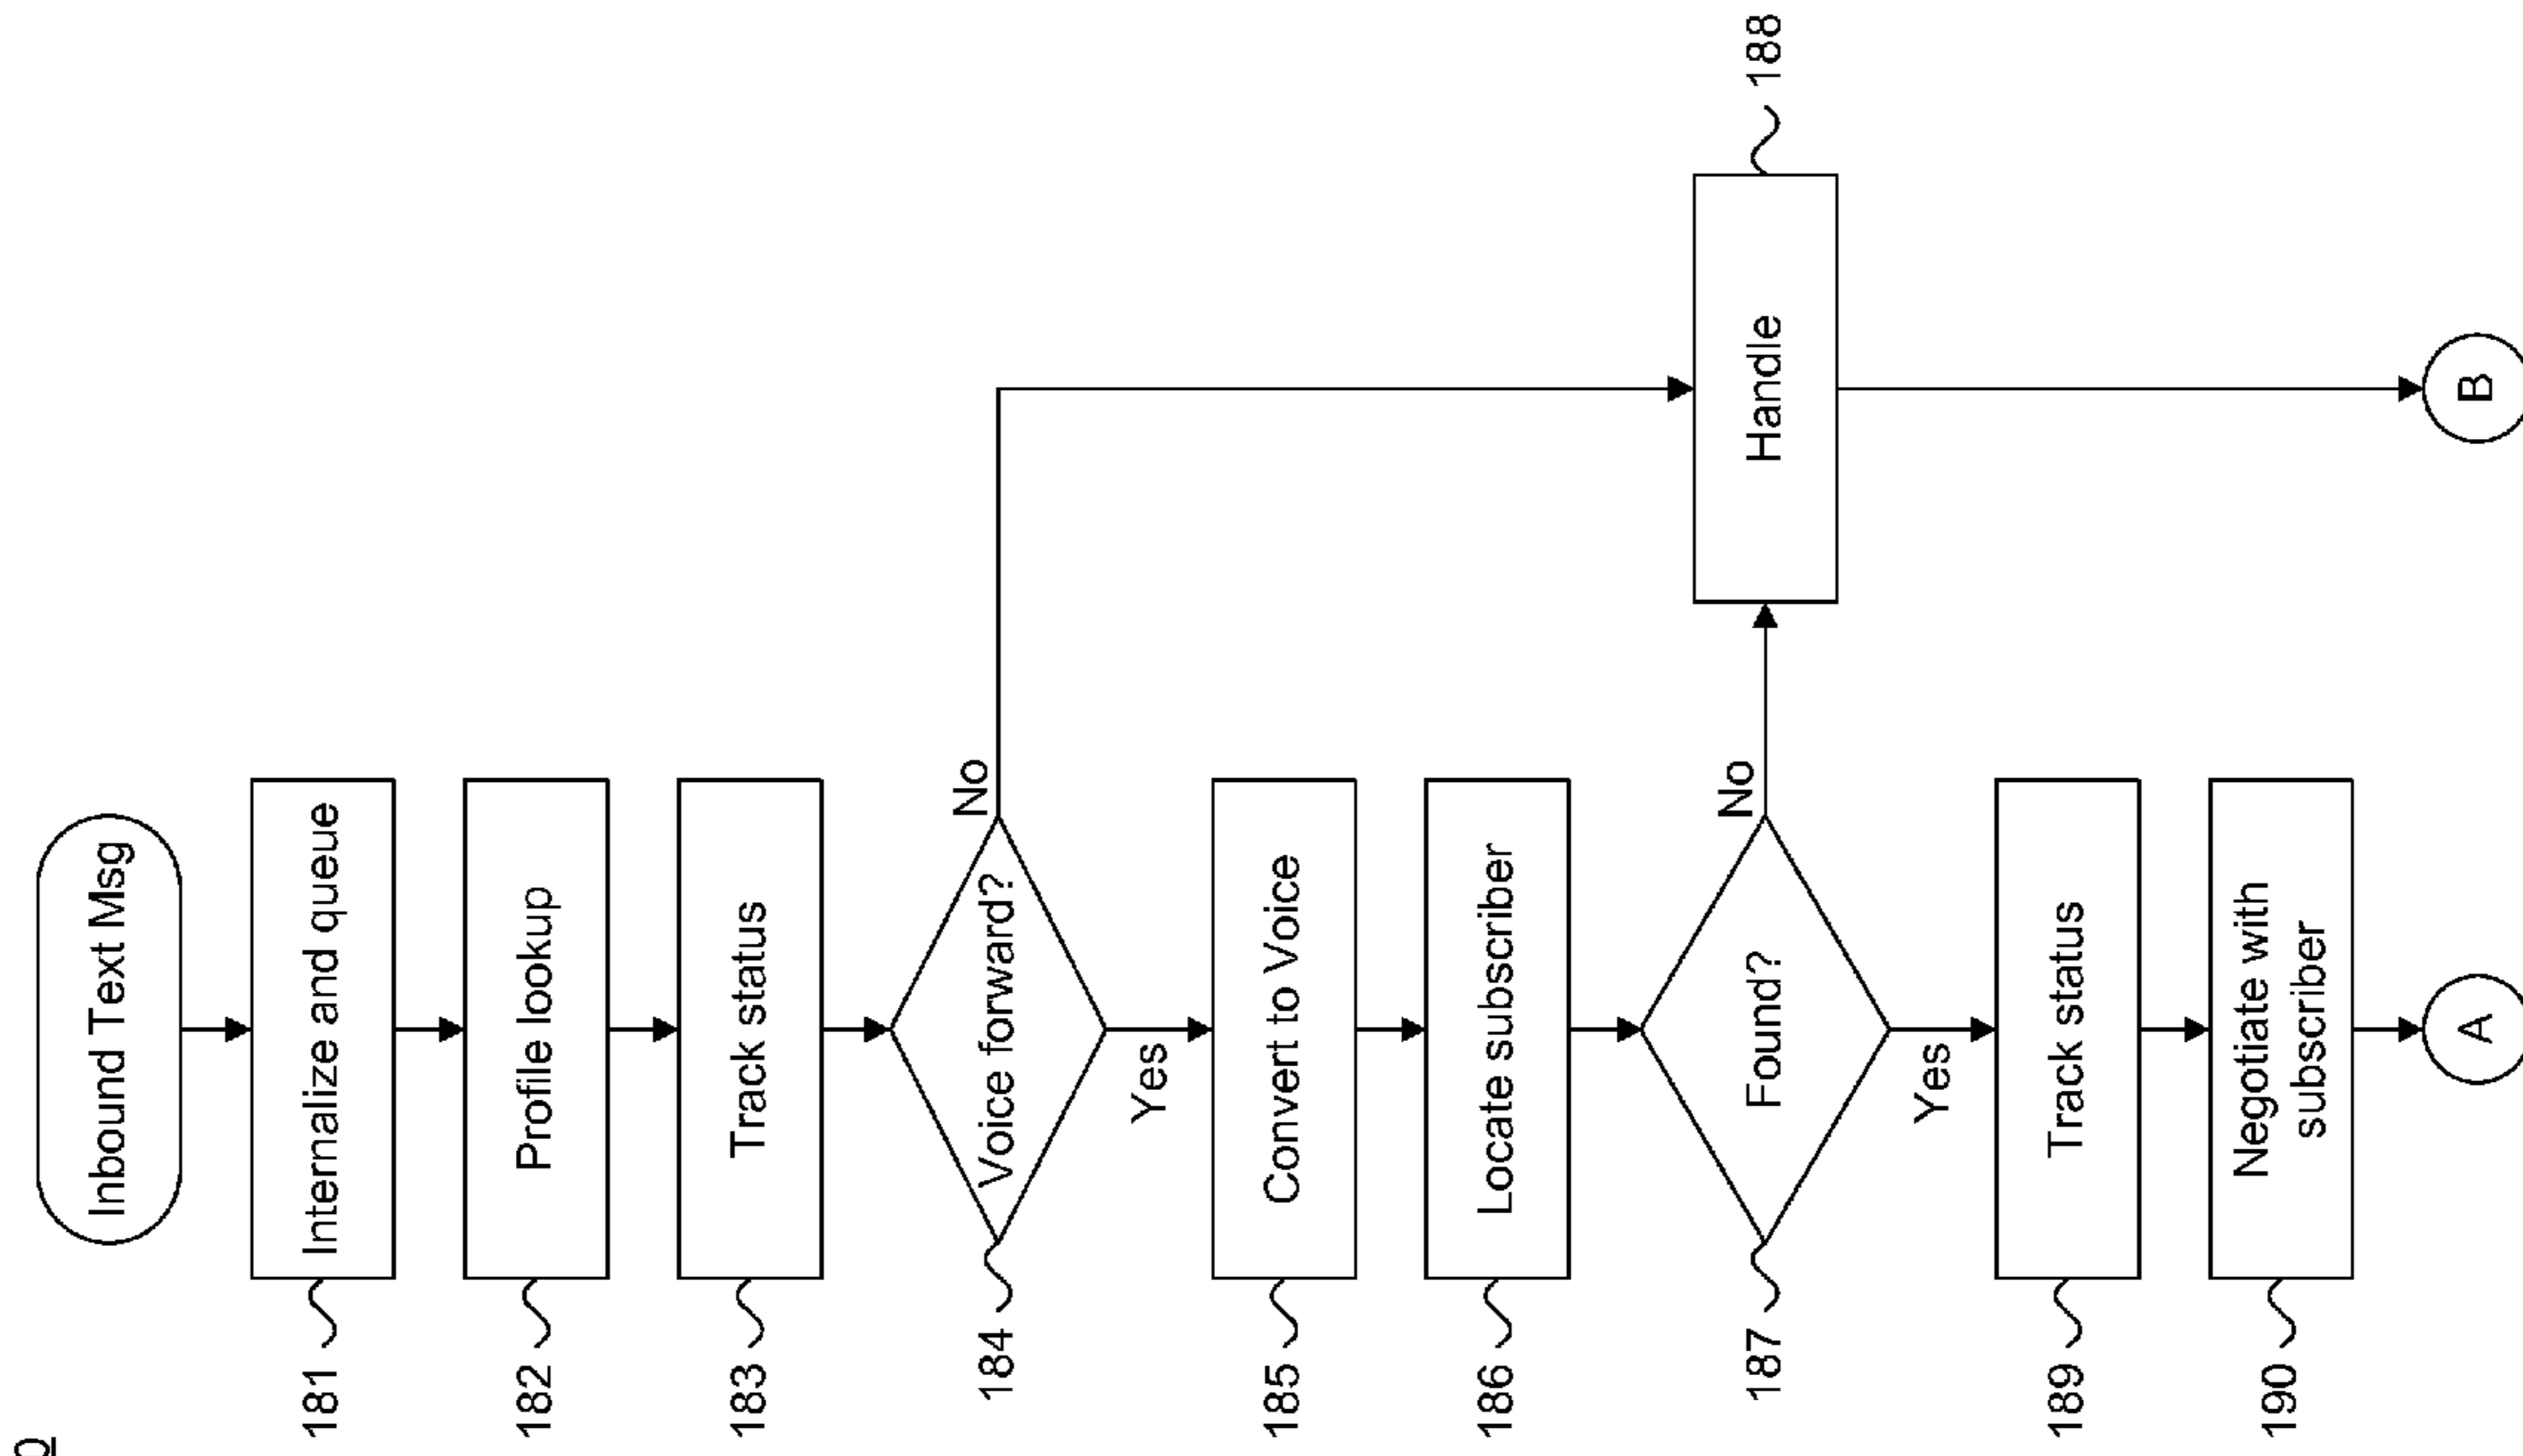 Inbound Text Msg
181
Internalize and queue
182
Profile lookup
183
Track status
184
Voice forward?
No
Yes
185
Convert to Voice
186
Locate subscriber
187
Found?
No
Handle
188
Yes
189
Track status
190
Negotiate with
subscriber
A
B